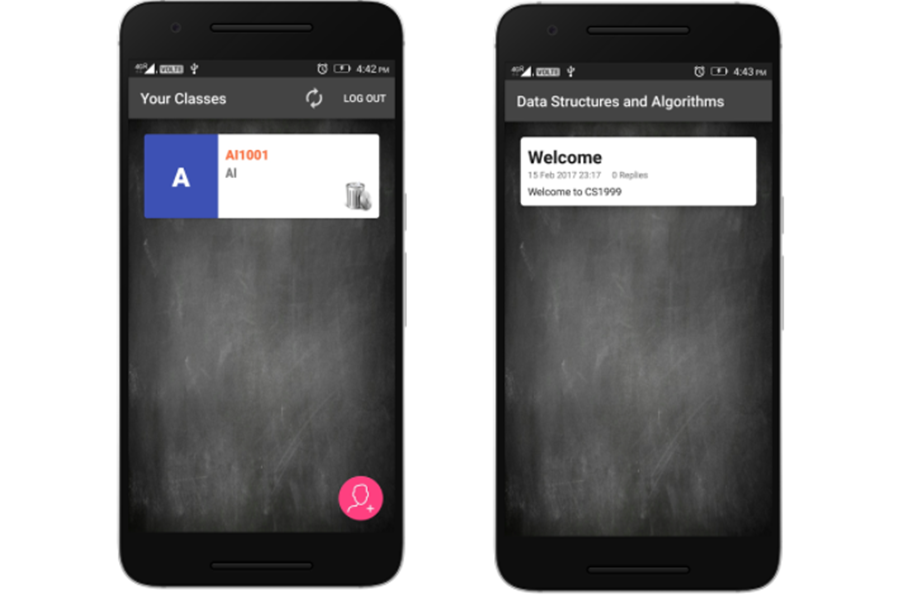 4G VOLTE 4:42 PM
Your Classes LOG OUT
A
AI1001
AI
4G VOLTE 4:43 PM
Data Structures and Algorithms
Welcome
15 Feb 2017 23:17 0 Replies
Welcome to CS1999